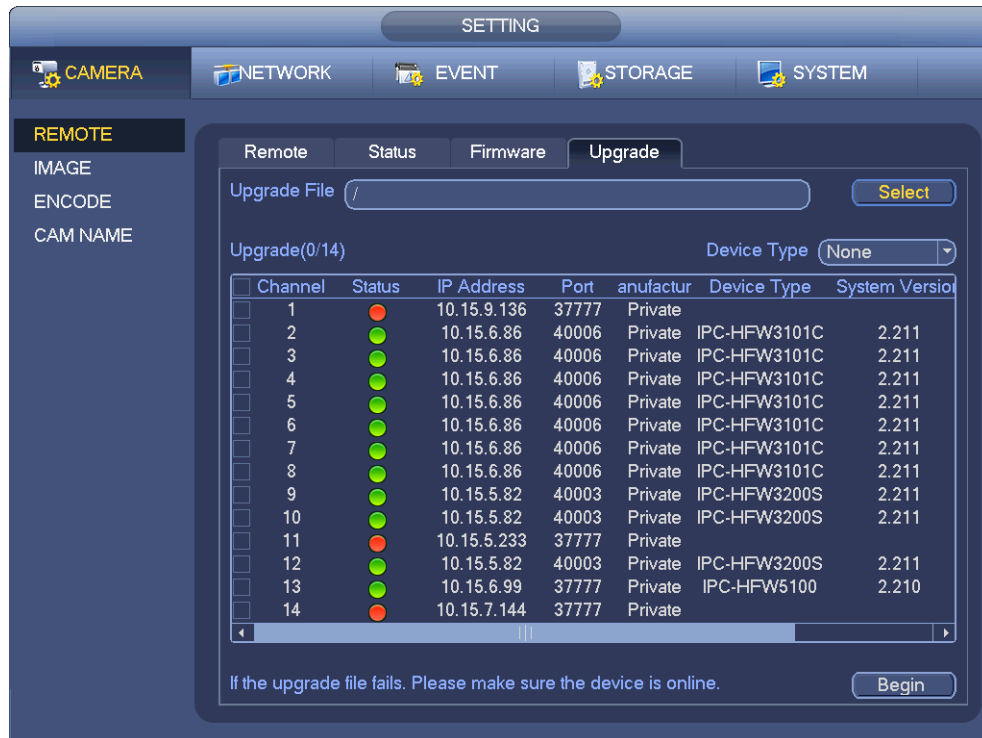 SETTING
CAMERA NETWORK EVENT STORAGE SYSTEM
REMOTE
IMAGE
ENCODE
CAM NAME
Remote Status Firmware Upgrade
Upgrade File / Select
Upgrade(0/14) Device Type None
Channel Status IP Address Port anufactur Device Type System Version
1 10.15.9.136 37777 Private
2 10.15.6.86 40006 Private IPC-HFW3101C 2.211
3 10.15.6.86 40006 Private IPC-HFW3101C 2.211
4 10.15.6.86 40006 Private IPC-HFW3101C 2.211
5 10.15.6.86 40006 Private IPC-HFW3101C 2.211
6 10.15.6.86 40006 Private IPC-HFW3101C 2.211
7 10.15.6.86 40006 Private IPC-HFW3101C 2.211
8 10.15.6.86 40006 Private IPC-HFW3101C 2.211
9 10.15.5.82 40003 Private IPC-HFW3200S 2.211
10 10.15.5.82 40003 Private IPC-HFW3200S 2.211
11 10.15.5.233 37777 Private
12 10.15.5.82 40003 Private IPC-HFW3200S 2.211
13 10.15.6.99 37777 Private IPC-HFW5100 2.210
14 10.15.7.144 37777 Private
If the upgrade file fails. Please make sure the device is online. Begin